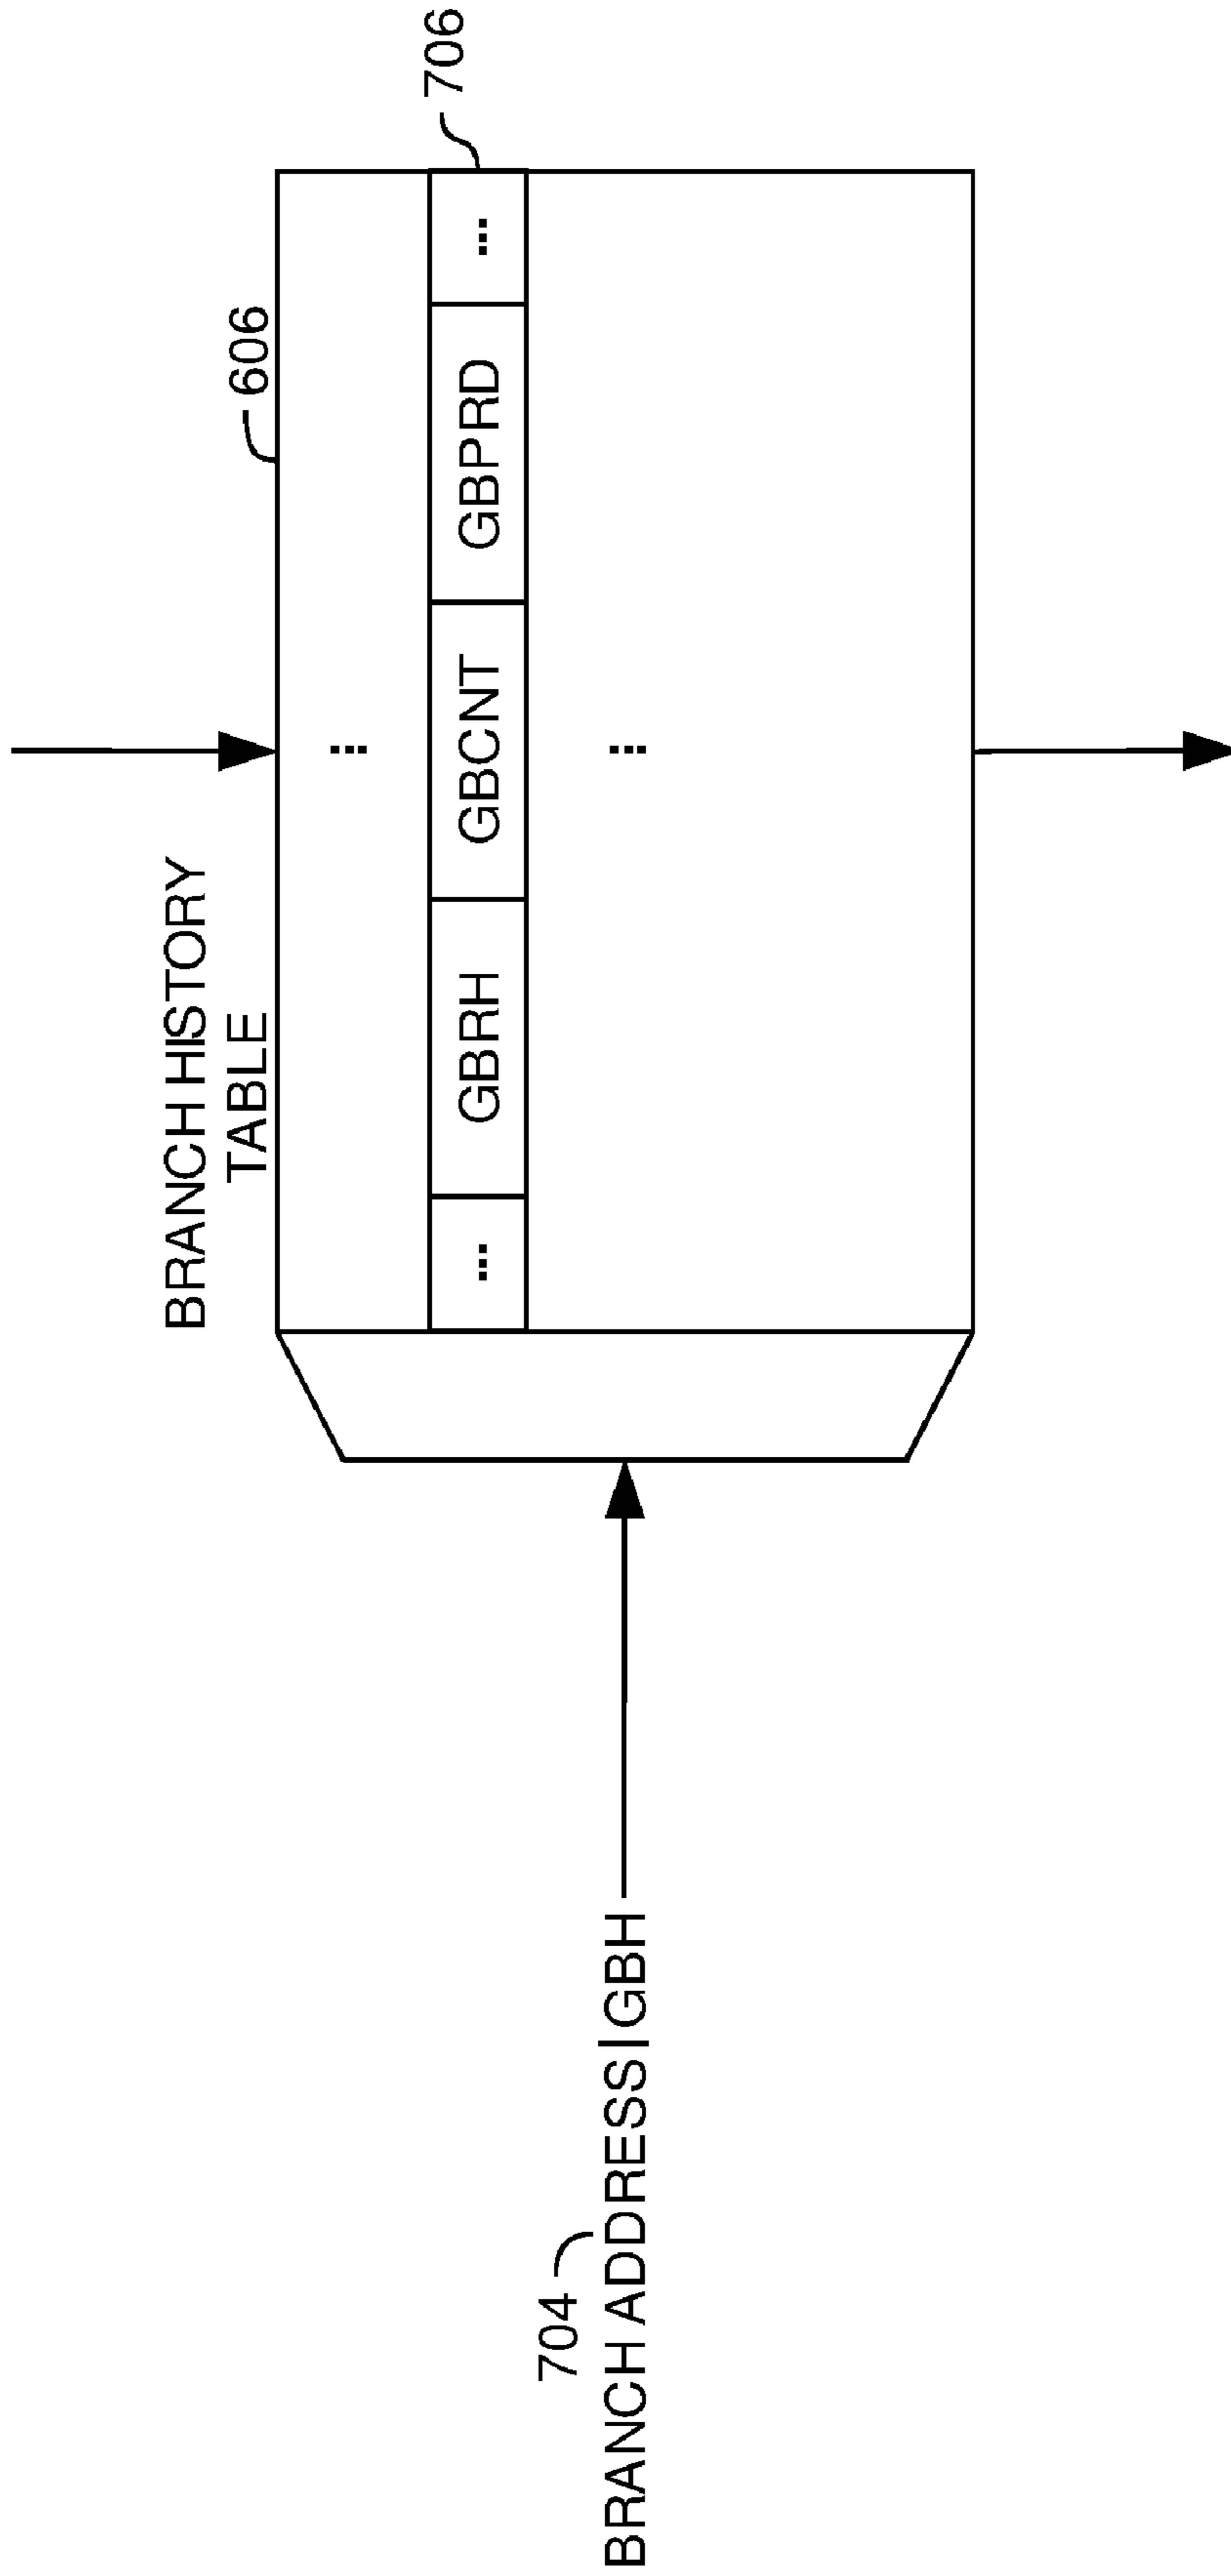 BRANCH HISTORY
TABLE
606
...
... GBRH GBCNT GBPRD ...
706
...
704
BRANCH ADDRESS|GBH